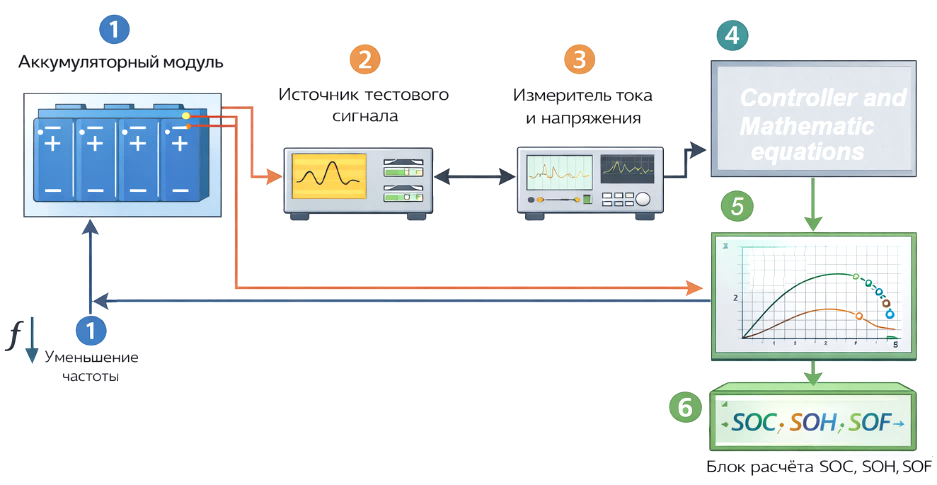 1
Аккумуляторный модуль
2
Источник тестового
сигнала
3
Измеритель тока
и напряжения
4
Controller and
Mathematic
equations
5
2
S
f
1
Уменьшение
частоты
6
SOC; SOH; SOF
Блок расчёта SOC, SOH, SOF